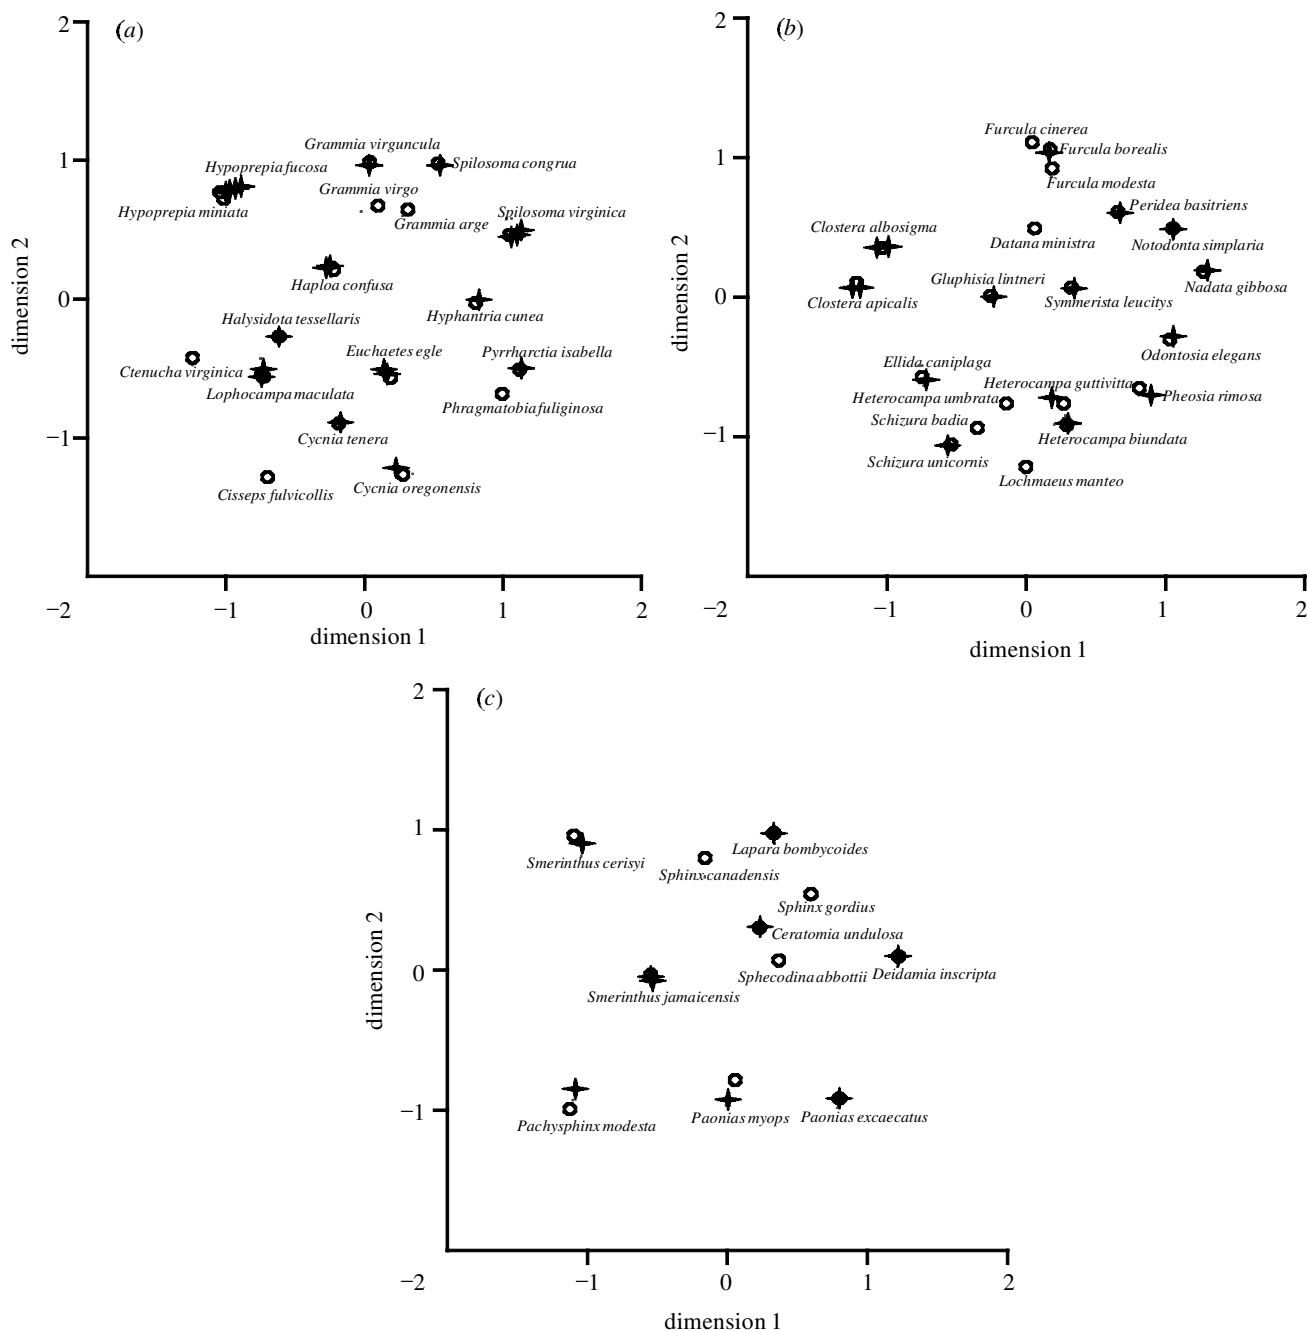 (a)
2
1
0
−1
−2
−1
0
1
2
dimension 1
dimension 2
Grammia virguncula
Hypoprepia fucosa
Spilosoma congrua
Grammia virgo
Hypoprepia miniata
Spilosoma virginica
Grammia arge
Haploa confusa
Hyphantria cunea
Halysidota tessellaris
Euchaetes egle
Pyrrharctia isabella
Ctenucha virginica
Lophocampa maculata
Phragmatobia fuliginosa
Cycnia tenera
Cisseps fulvicollis
Cycnia oregonensis
(b)
2
1
0
−1
−2
−1
0
1
2
dimension 1
dimension 2
Furcula cinerea
Furcula borealis
Furcula modesta
Peridea basitriens
Clostera albosigma
Datana ministra
Notodonta simplaria
Gluphisia lintneri
Nadata gibbosa
Clostera apicalis
Symmerista leucitys
Odontosia elegans
Ellida caniplaga
Heterocampa guttivitta
Heterocampa umbrata
Pheosia rimosa
Schizura badia
Heterocampa biundata
Schizura unicornis
Lochmaeus manteo
(c)
2
1
0
−1
−2
−1
0
1
2
dimension 1
dimension 2
Lapara bombycoides
Smerinthus cerisyi
Sphinx canadensis
Sphinx gordius
Ceratomia undulosa
Sphecodina abbottii
Deidamia inscripta
Smerinthus jamaicensis
Pachysphinx modesta
Paonias myops
Paonias excaecatus